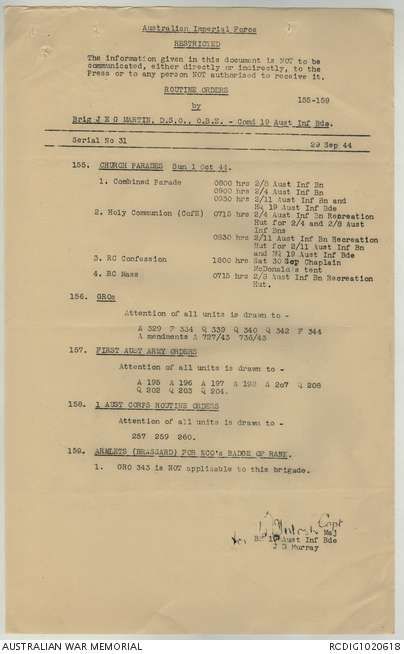 Australian Imperial Force
RESTRICTED
The information given in this document is NOT to be
communicated, either directly or indirectly, to the
Press or to any person NOT authorised to receive it.
ROUTINE ORDERS
155-159
by
Brig J E G MARTIN, D.S.O., O.B.E. - Comd 19 Aust Inf Bde.
Serial No 31 29 Sep 44
155. CHURCH PARADES Sun 1 Oct 44.
1. Combined Parade 0800 hrs 2/8 Aust Inf Bn
0900 hrs 2/4 Aust Inf Bn
0930 hrs 2/11 Aust Inf Bn and
HQ 19 Aust Inf Bde
2. Holy Communion (CofE) 0715 hrs 2/4 Aust Inf Bn Recreation
Hut for 2/4 and 2/8 Aust
Inf Bns
0830 hrs 2/11 Aust Inf Bn Recreation
Hut for 2/11 Aust Inf Bn
and HQ 19 Aust Inf Bde
3. RC Confession 1800 hrs Sat 30 Sep Chaplain
McDonald's tent
4. RC Mass 0715 hrs 2/8 Aust Inf Bn Recreation
Hut.
156. GROs
Attention of all units is drawn to -
A 329 F 334 Q 339 Q 340 Q 342 F 344
A mendments A 727/43 736/43
157. FIRST AUST ARMY ORDERS
Attention of all units is drawn to -
A 195 A 196 A 197 A 198 A 207 Q 208
Q 202 Q 203 Q 204.
158. 1 AUST CORPS ROUTINE ORDERS
Attention of all units is drawn to -
257 259 260.
159. ARMLETS (BRASSARD) FOR NCO's BADGE OF RANK.
1. GRO 343 is NOT applicable to this brigade.
Capt
for Maj
BM 19 Aust Inf Bde
J D Murray
AUSTRALIAN WAR MEMORIAL RCDIG1020618